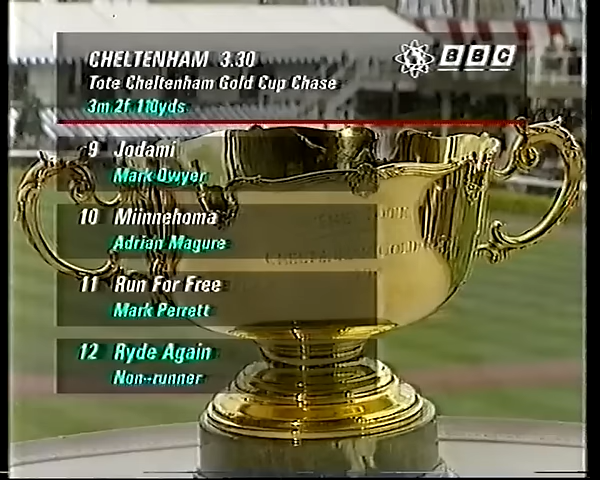 CHELTENHAM 3.30
BBC
Tote Cheltenham Gold Cup Chase
3m 2f 110yds
9 Jodami
Mark Dwyer
10 Miinnehoma
Adrian Magure
11 Run For Free
Mark Perrett
12 Ryde Again
Non-runner